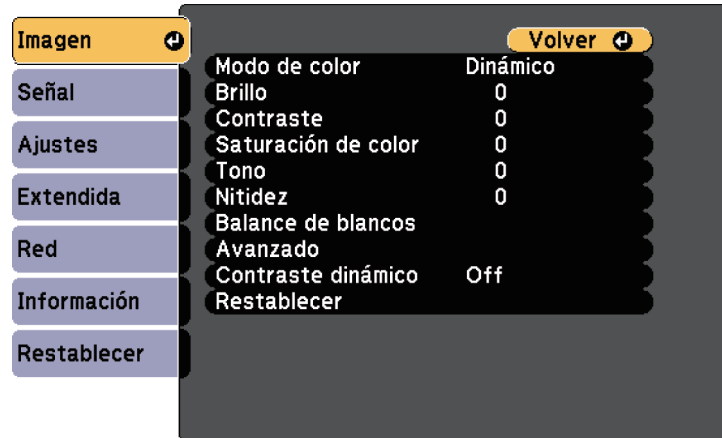 Imagen
Señal
Ajustes
Extendida
Red
Información
Restablecer
Volver
Modo de color Dinámico
Brillo 0
Contraste 0
Saturación de color 0
Tono 0
Nitidez 0
Balance de blancos
Avanzado
Contraste dinámico Off
Restablecer